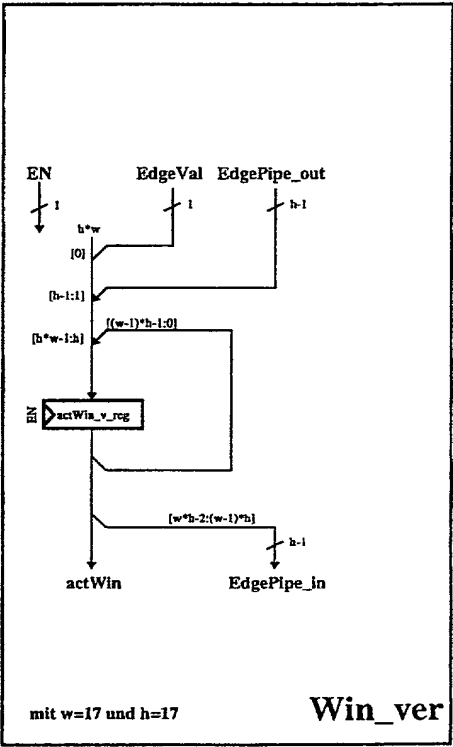 EN EdgeVal EdgePipe_out
1 1 h-1
h*w
[0]
[h-1:1]
[(w-1)*h-1:0]
[h*w-1:h]
EN actWin_v_reg
[w*h-2:(w-1)*h]
h-1
actWin EdgePipe_in
mit w=17 und h=17 Win_ver